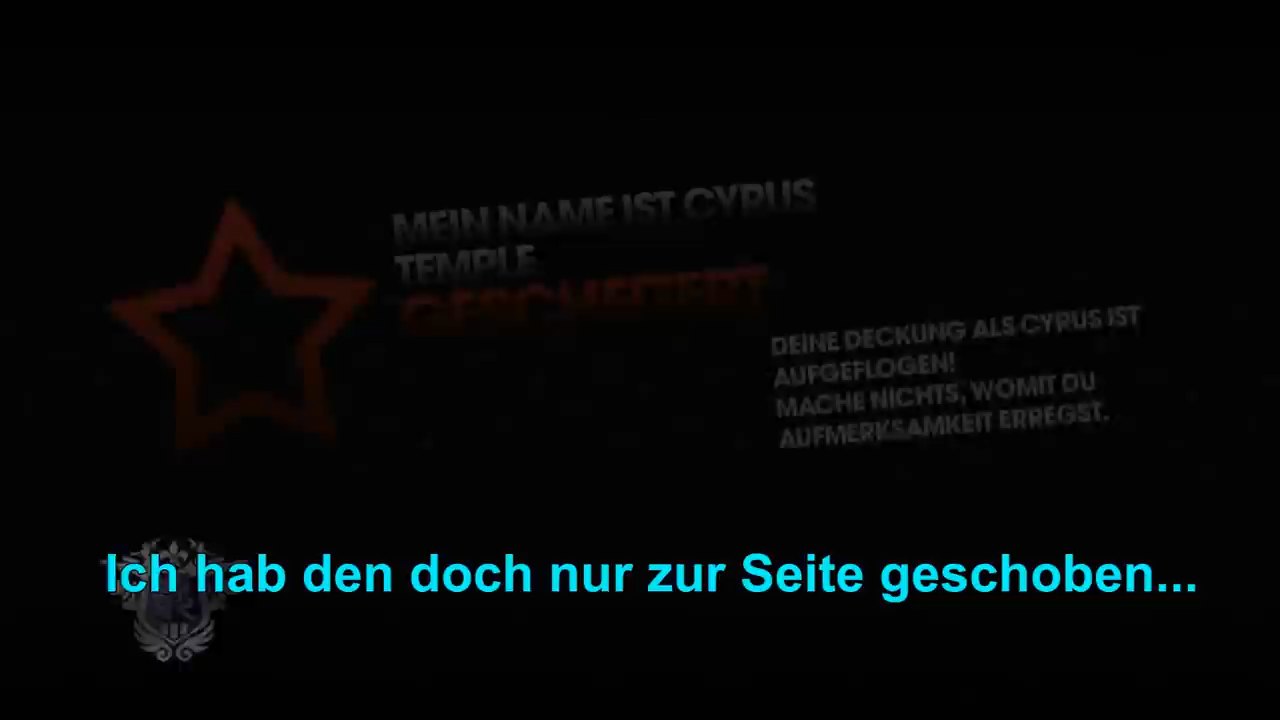 MEIN NAME IST CYRUS
TEMPLE
GESCHEITERT
DEINE DECKUNG ALS CYRUS IST
AUFGEFLOGEN!
MACHE NICHTS, WOMIT DU
AUFMERKSAMKEIT ERREGST.
Ich hab den doch nur zur Seite geschoben...